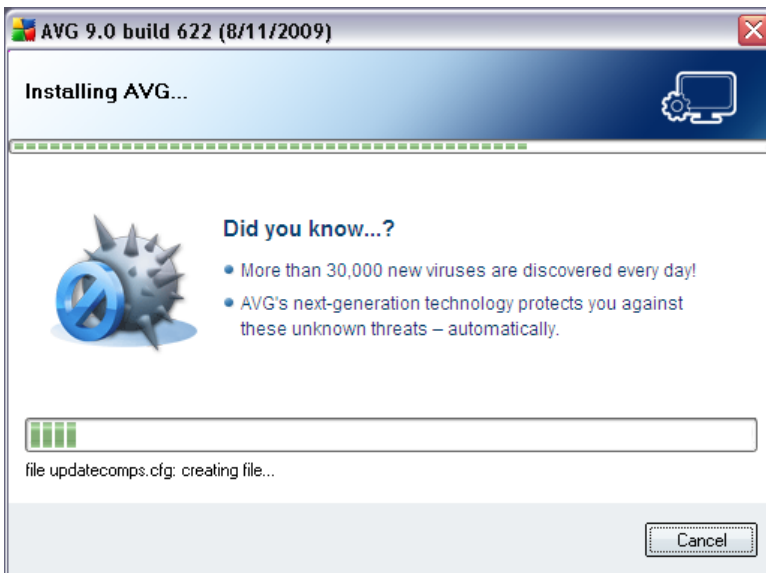 AVG 9.0 build 622 (8/11/2009)
Installing AVG...
Did you know...?
More than 30,000 new viruses are discovered every day!
AVG's next-generation technology protects you against
these unknown threats – automatically.
file updatecomps.cfg: creating file...
Cancel